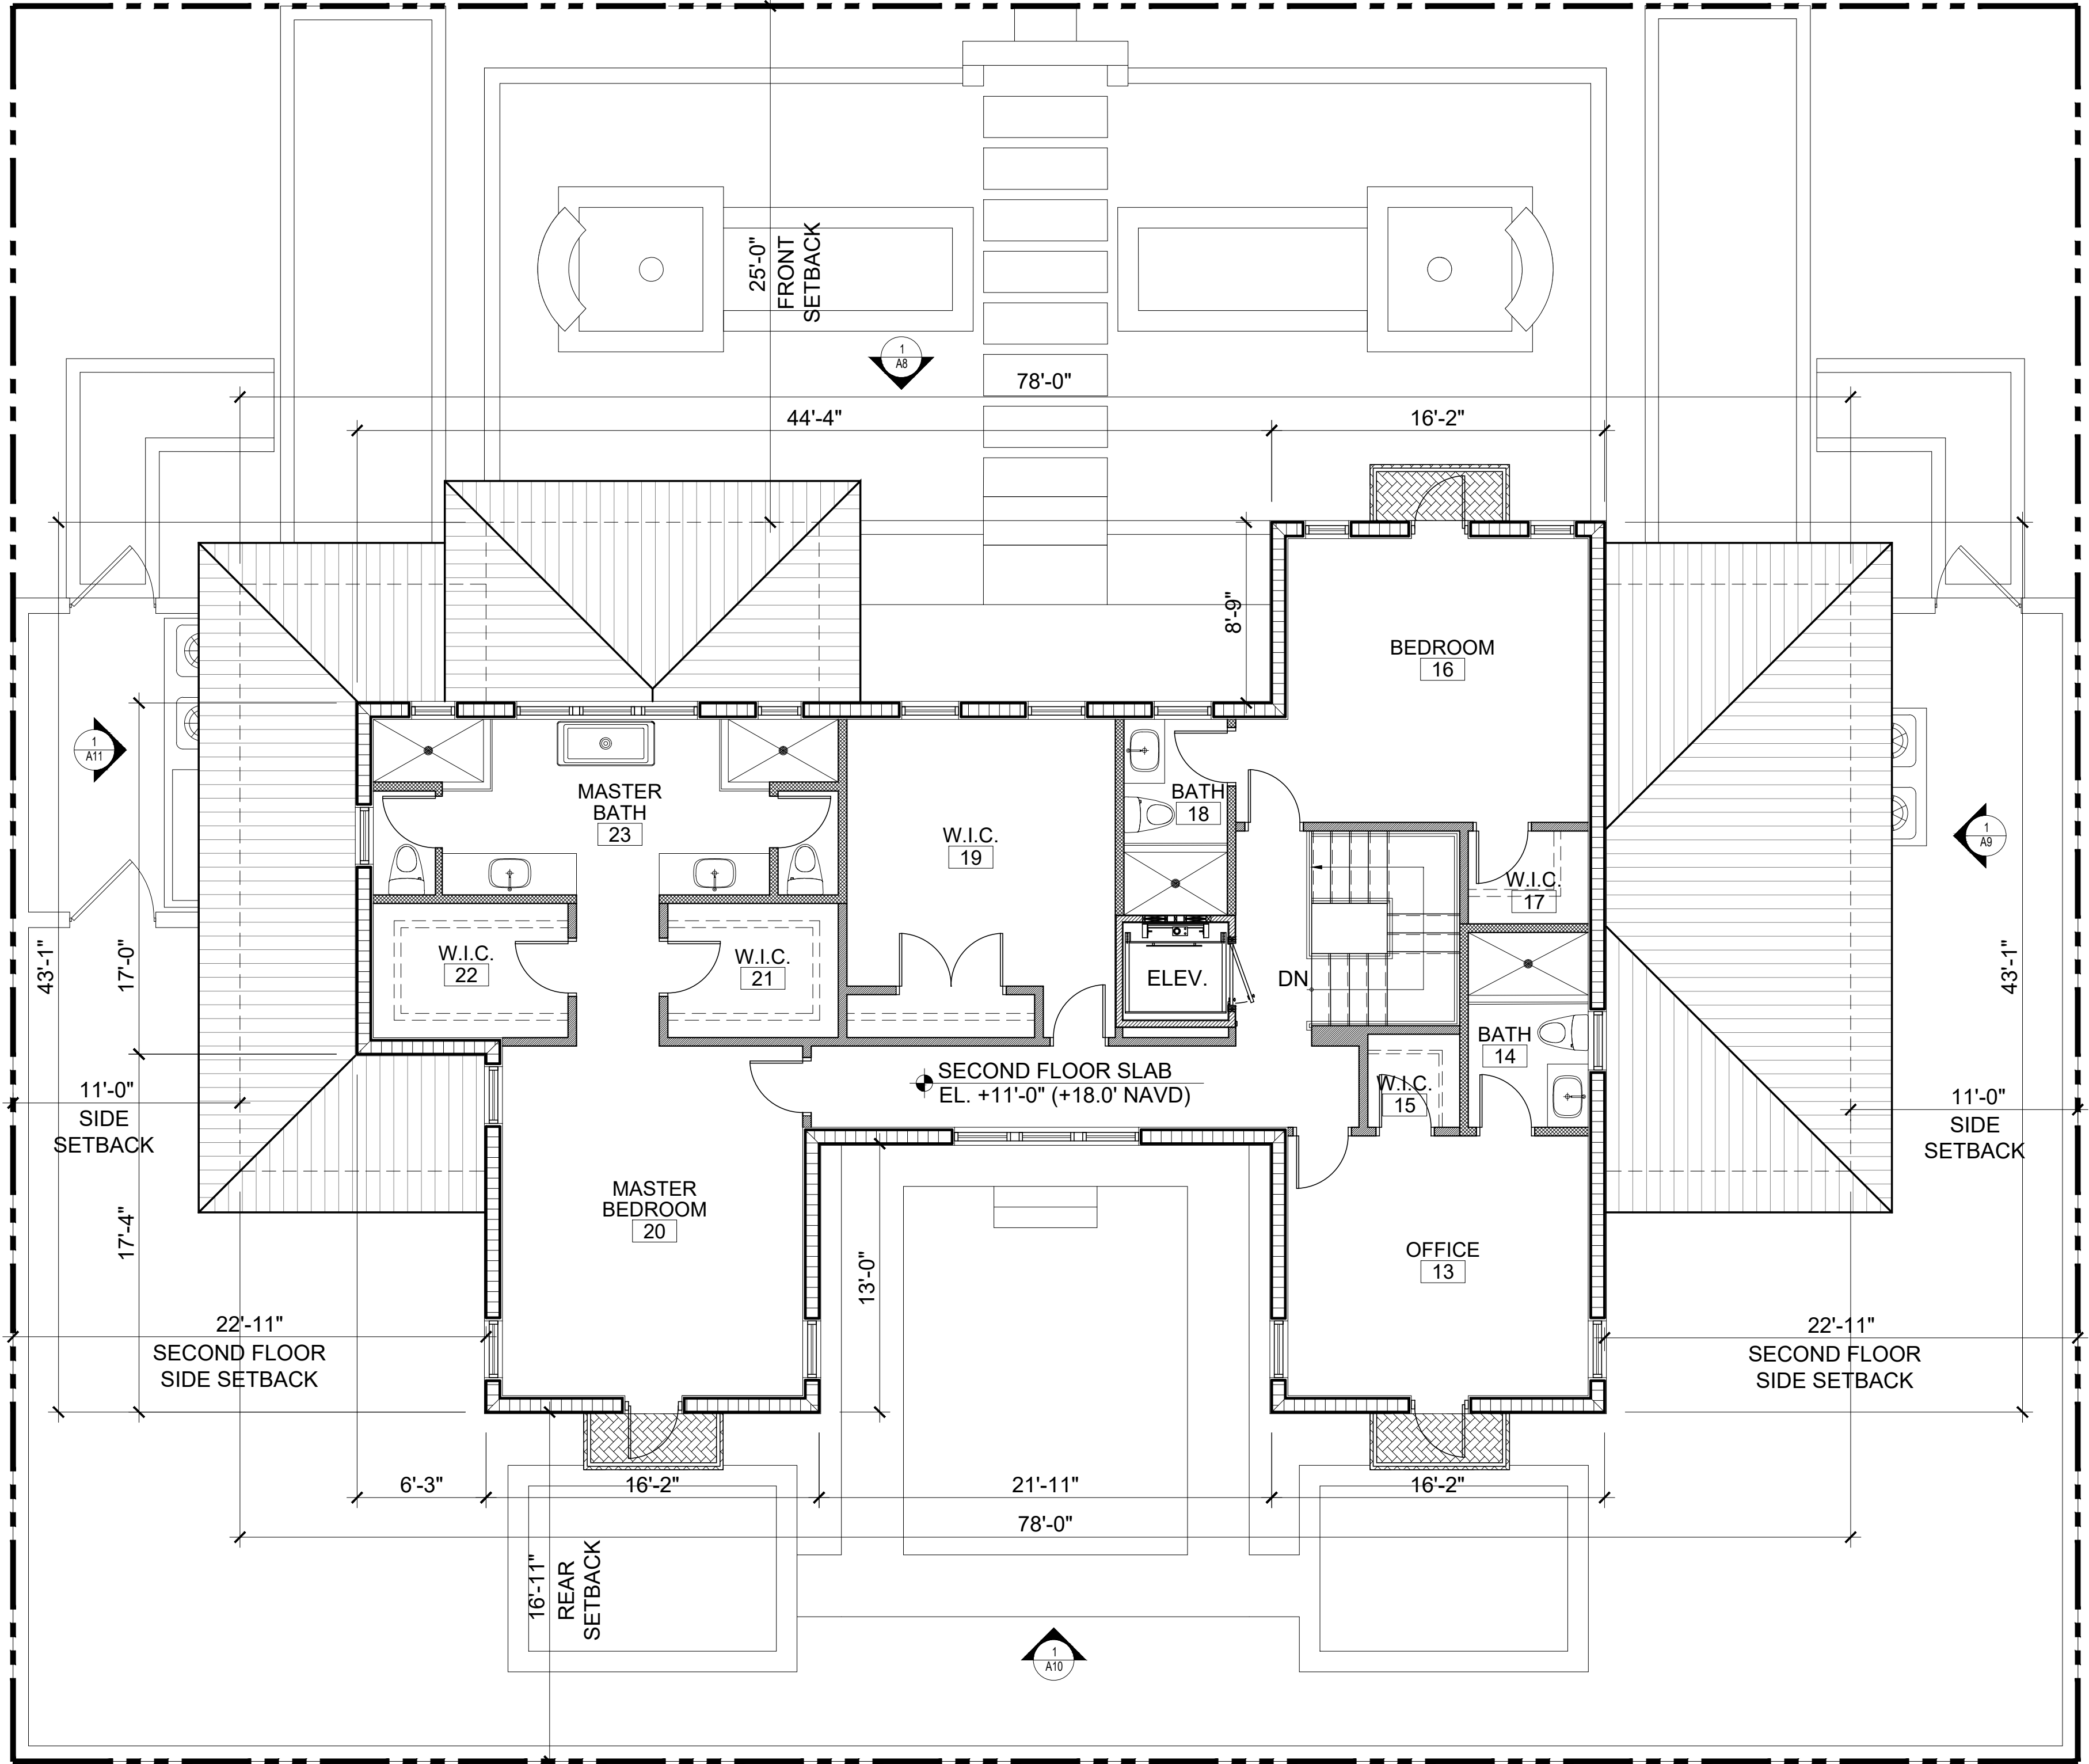 25'-0"
FRONT
SETBACK
1
A8
78'-0"
44'-4"
16'-2"
8'-9"
BEDROOM
16
1
A11
MASTER
BATH
23
BATH
18
W.I.C.
19
1
A9
W.I.C.
17
W.I.C.
22
W.I.C.
21
ELEV.
DN
43'-1"
17'-0"
43'-1"
BATH
14
SECOND FLOOR SLAB
EL. +11'-0" (+18.0' NAVD)
W.I.C.
15
11'-0"
SIDE
SETBACK
11'-0"
SIDE
SETBACK
MASTER
BEDROOM
20
17'-4"
13'-0"
OFFICE
13
22'-11"
SECOND FLOOR
SIDE SETBACK
22'-11"
SECOND FLOOR
SIDE SETBACK
6'-3"
16'-2"
21'-11"
16'-2"
78'-0"
16'-11"
REAR
SETBACK
1
A10